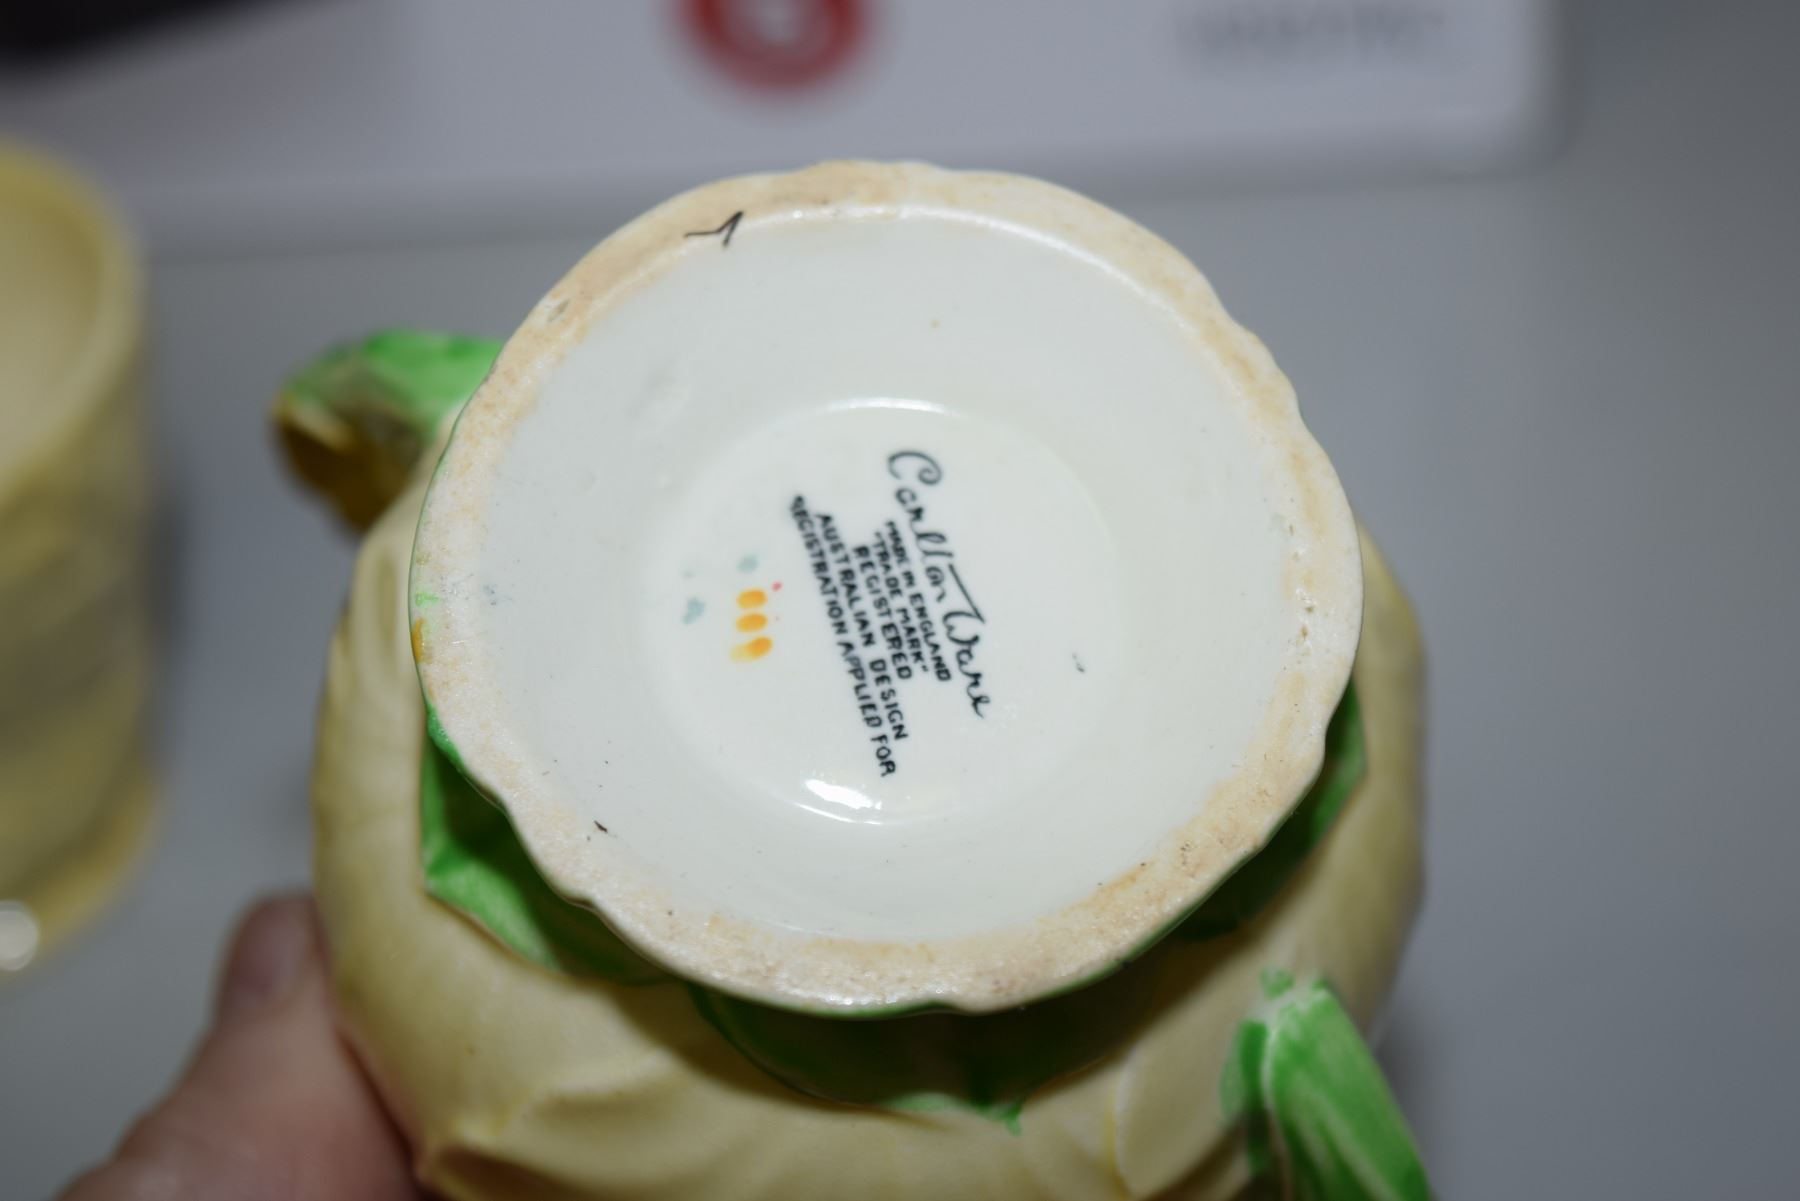 Carlton Ware
MADE IN ENGLAND
"TRADE MARK"
REGISTERED
AUSTRALIAN DESIGN
REGISTRATION APPLIED FOR